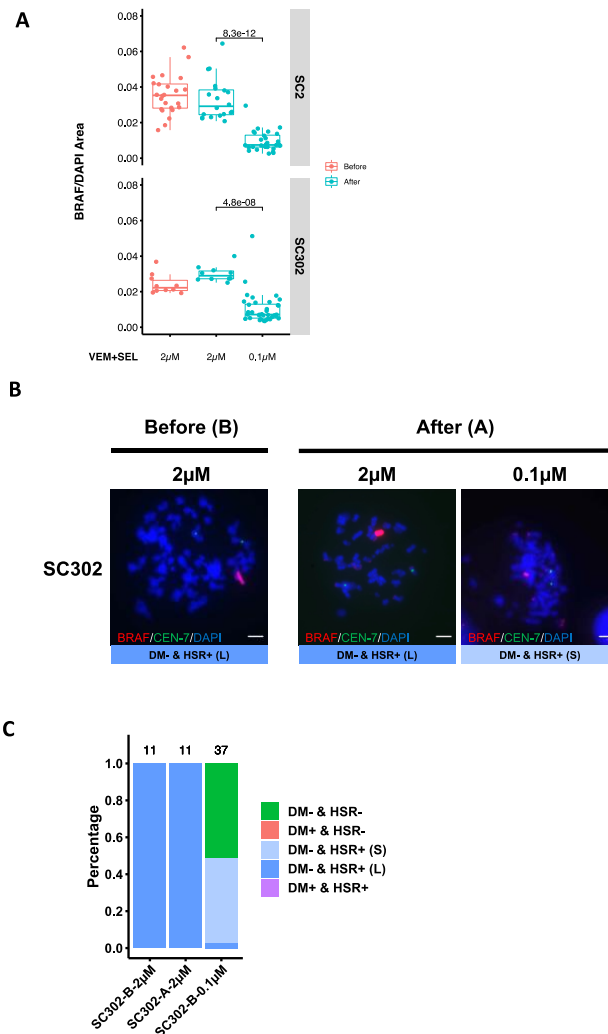 A
0.08
0.06
0.04
0.02
0.00
8.3e-12
SC2
BRAF/DAPI Area
Before
After
0.08
0.06
0.04
0.02
0.00
4.8e-08
SC302
VEM+SEL 2µM 2µM 0,1µM
B
Before (B) After (A)
2µM 2µM 0.1µM
SC302
BRAF/CEN-7/DAPI BRAF/CEN-7/DAPI BRAF/CEN-7/DAPI
DM- & HSR+ (L) DM- & HSR+ (L) DM- & HSR+ (S)
C
11 11 37
1.0
0.8
0.6
0.4
0.2
0.0
Percentage
DM- & HSR-
DM+ & HSR-
DM- & HSR+ (S)
DM- & HSR+ (L)
DM+ & HSR+
SC302-B-2µM
SC302-A-2µM
SC302-B-0.1µM